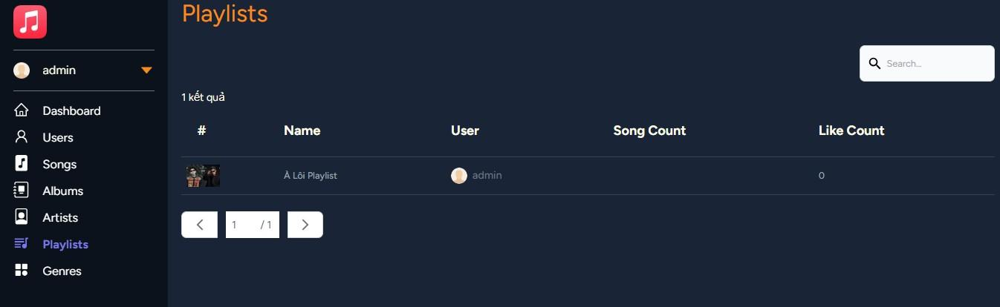 Playlists
admin
Dashboard
Users
Songs
Albums
Artists
Playlists
Genres
Search...
1 kết quả
# Name User Song Count Like Count
À Lôi Playlist admin 0
1 / 1